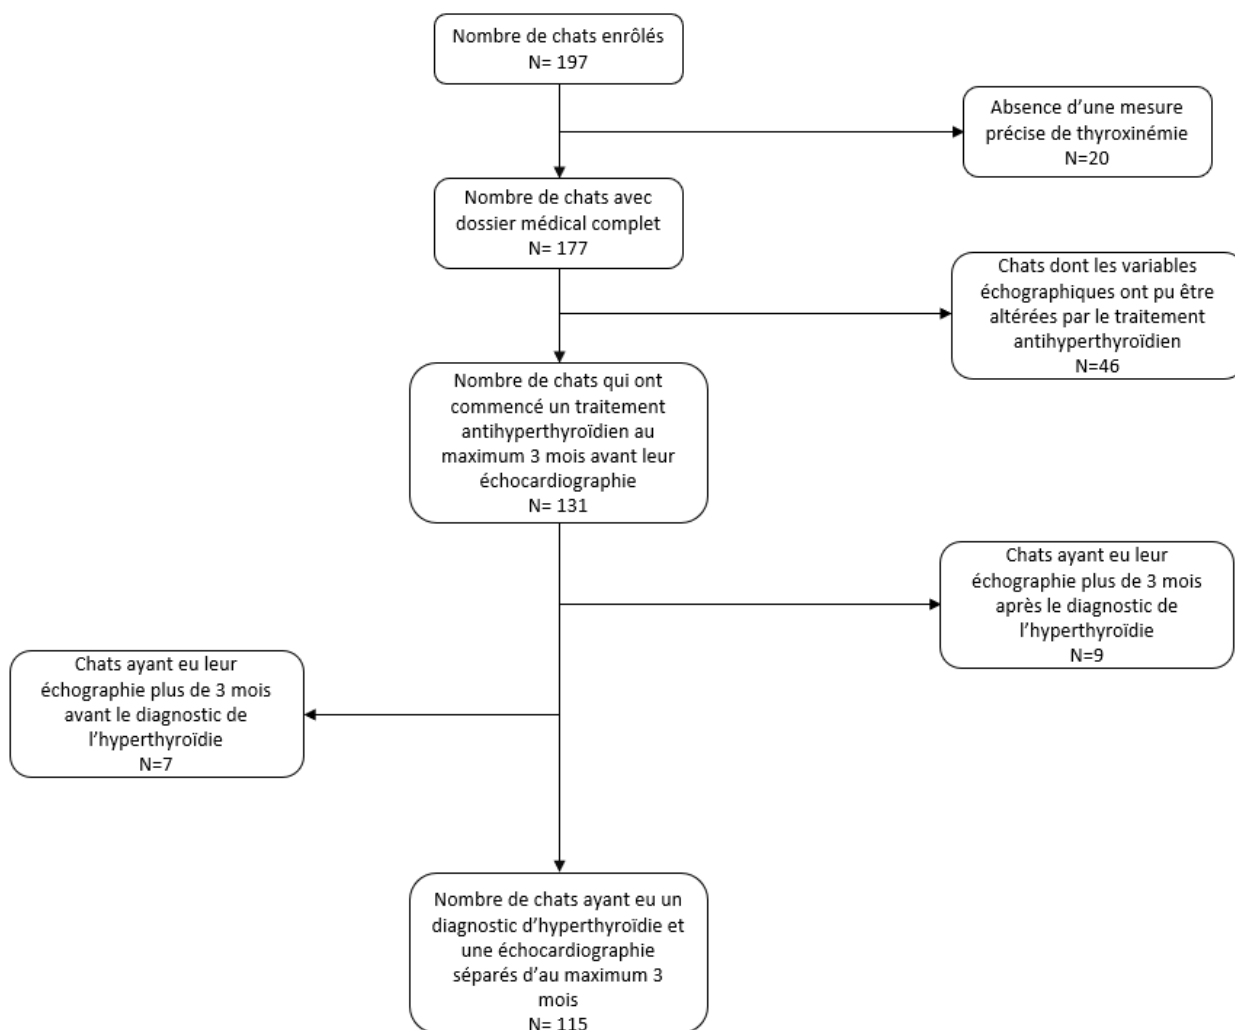 Nombre de chats enrôlés
N= 197
Absence d’une mesure
précise de thyroxinémie
N=20
Nombre de chats avec
dossier médical complet
N= 177
Chats dont les variables
échographiques ont pu être
altérées par le traitement
antihyperthyroïdien
N=46
Nombre de chats qui ont
commencé un traitement
antihyperthyroïdien au
maximum 3 mois avant leur
échocardiographie
N= 131
Chats ayant eu leur
échographie plus de 3 mois
après le diagnostic de
l’hyperthyroïdie
N=9
Chats ayant eu leur
échographie plus de 3 mois
avant le diagnostic de
l’hyperthyroïdie
N=7
Nombre de chats ayant eu un
diagnostic d’hyperthyroïdie et
une échocardiographie
séparés d’au maximum 3
mois
N= 115